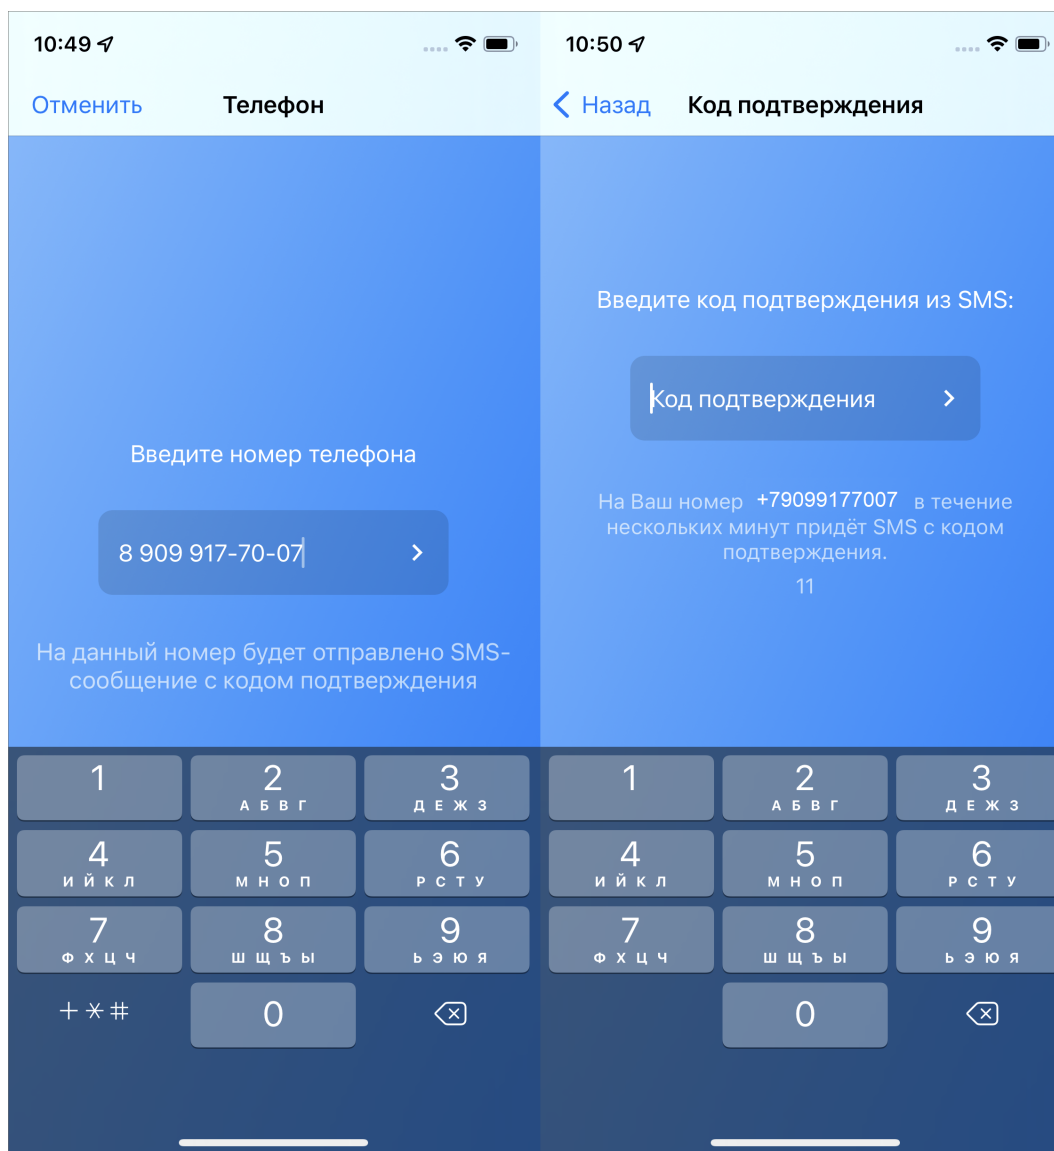 10:49
Отменить
Телефон
Введите номер телефона
8 909 917-70-07
На данный номер будет отправлено SMS-
сообщение с кодом подтверждения
1
2
А Б В Г
3
Д Е Ж З
4
И Й К Л
5
М Н О П
6
Р С Т У
7
Ф Х Ц Ч
8
Ш Щ Ъ Ы
9
Ь Э Ю Я
+ * #
0
10:50
Назад
Код подтверждения
Введите код подтверждения из SMS:
Код подтверждения
На Ваш номер +79099177007 в течение
нескольких минут придёт SMS с кодом
подтверждения.
11
1
2
А Б В Г
3
Д Е Ж З
4
И Й К Л
5
М Н О П
6
Р С Т У
7
Ф Х Ц Ч
8
Ш Щ Ъ Ы
9
Ь Э Ю Я
0